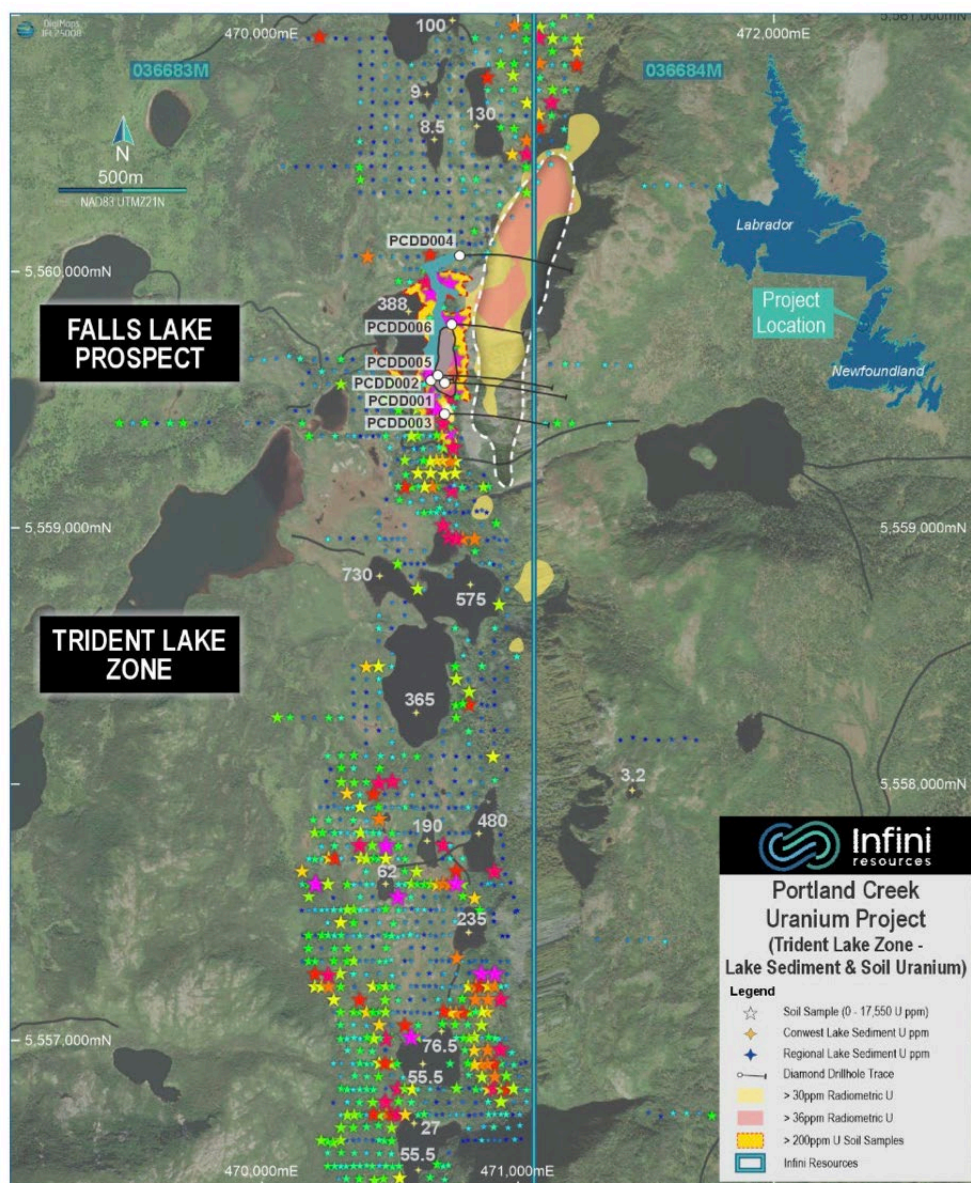 DigiMaps
100
470,000mE
472,000mE
5,561,000mN
036683M
036684M
9
130
8.5
N
500m
NAD83 UTMZ21N
Labrador
PCDD004
5,560,000mN
388
Project
Location
FALLS LAKE
PROSPECT
PCDD006
PCDD005
PCDD002
PCDD001
PCDD003
Newfoundland
5,559,000mN
5,559,000mN
730
575
TRIDENT LAKE
ZONE
365
3.2
5,558,000mN
190
480
62
235
Infini
resources
Portland Creek
Uranium Project
(Trident Lake Zone -
Lake Sediment & Soil Uranium)
Legend
Soil Sample (0 - 17,550 U ppm)
Conwest Lake Sediment U ppm
Regional Lake Sediment U ppm
Diamond Drillhole Trace
> 30ppm Radiometric U
> 36ppm Radiometric U
> 200ppm U Soil Samples
Infini Resources
5,557,000mN
76.5
55.5
27
55.5
470,000mE
471,000mE